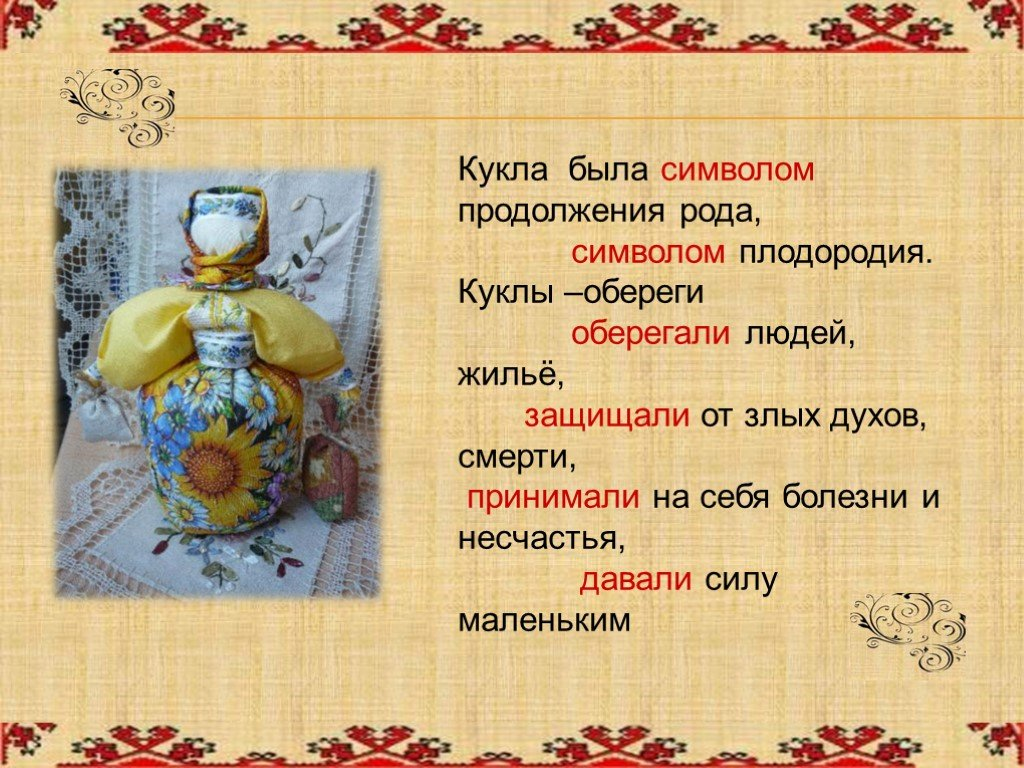 Кукла  была символом
продолжения рода,
символом плодородия.
Куклы –обереги
оберегали людей,
жильё,
защищали от злых духов,
смерти,
принимали на себя болезни и
несчастья,
давали силу
маленьким